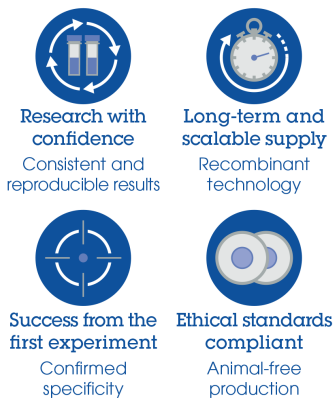 Research with
confidence
Consistent and
reproducible results
Long-term and
scalable supply
Recombinant
technology
Success from the
first experiment
Confirmed
specificity
Ethical standards
compliant
Animal-free
production